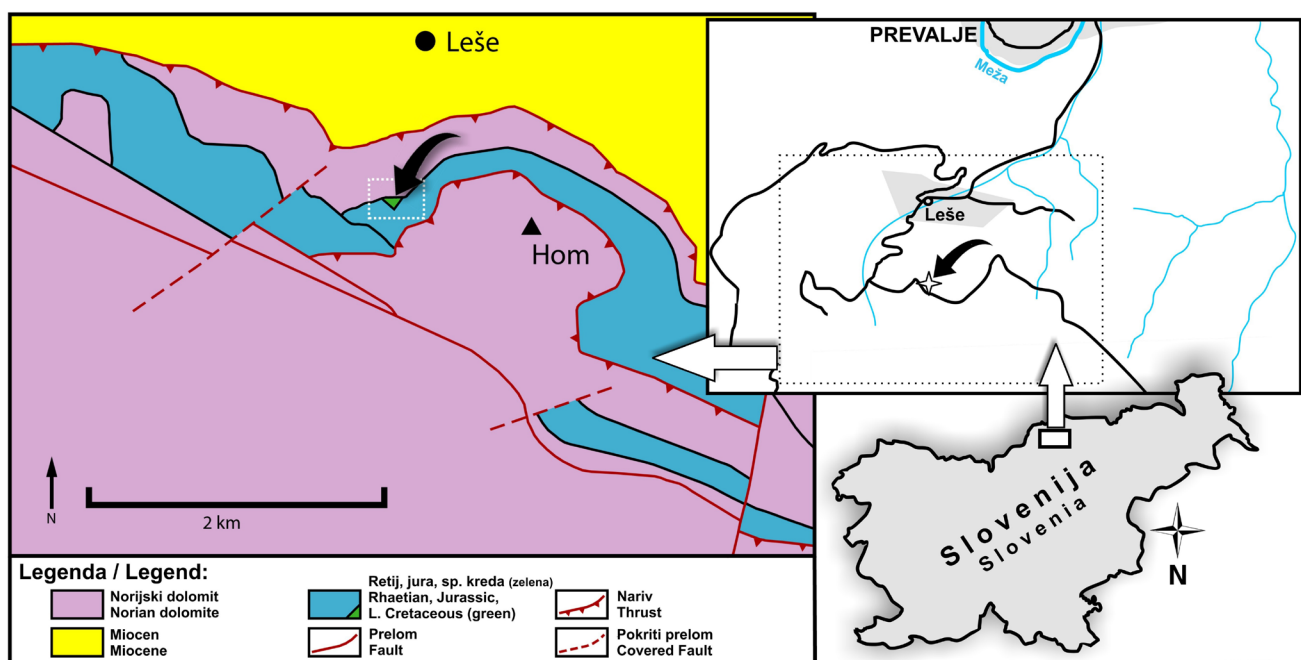 Leše
Hom
N
2 km
PREVALJE
Meža
Leše
Slovenija
Slovenia
N
Legenda / Legend:
Norijski dolomit
Norian dolomite
Miocen
Miocene
Retij, jura, sp. kreda (zelena)
Rhaetian, Jurassic,
L. Cretaceous (green)
Prelom
Fault
Nariv
Thrust
Pokriti prelom
Covered Fault